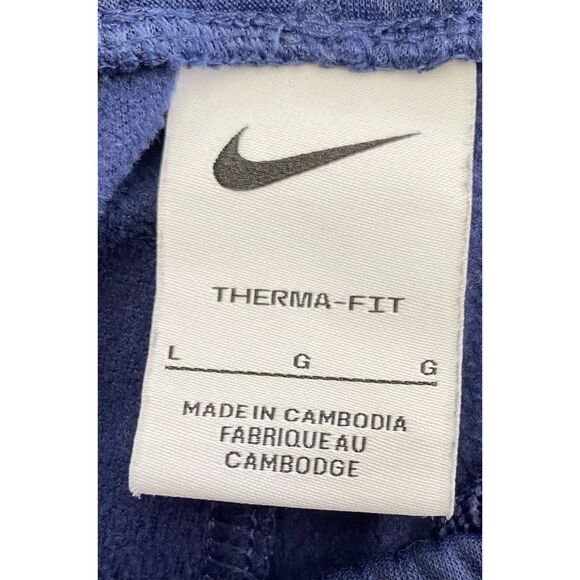 THERMA-FIT
L G G
MADE IN CAMBODIA
FABRIQUE AU
CAMBODGE